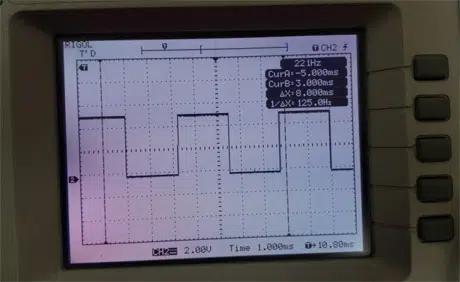 RIGOL
T'D
CH2
221Hz
CurA:-5.000ms
CurB:3.000ms
ΔX:8.000ms
1/ΔX:125.0Hz
T
2
CH2 2.00V Time 1.000ms T→10.80ms